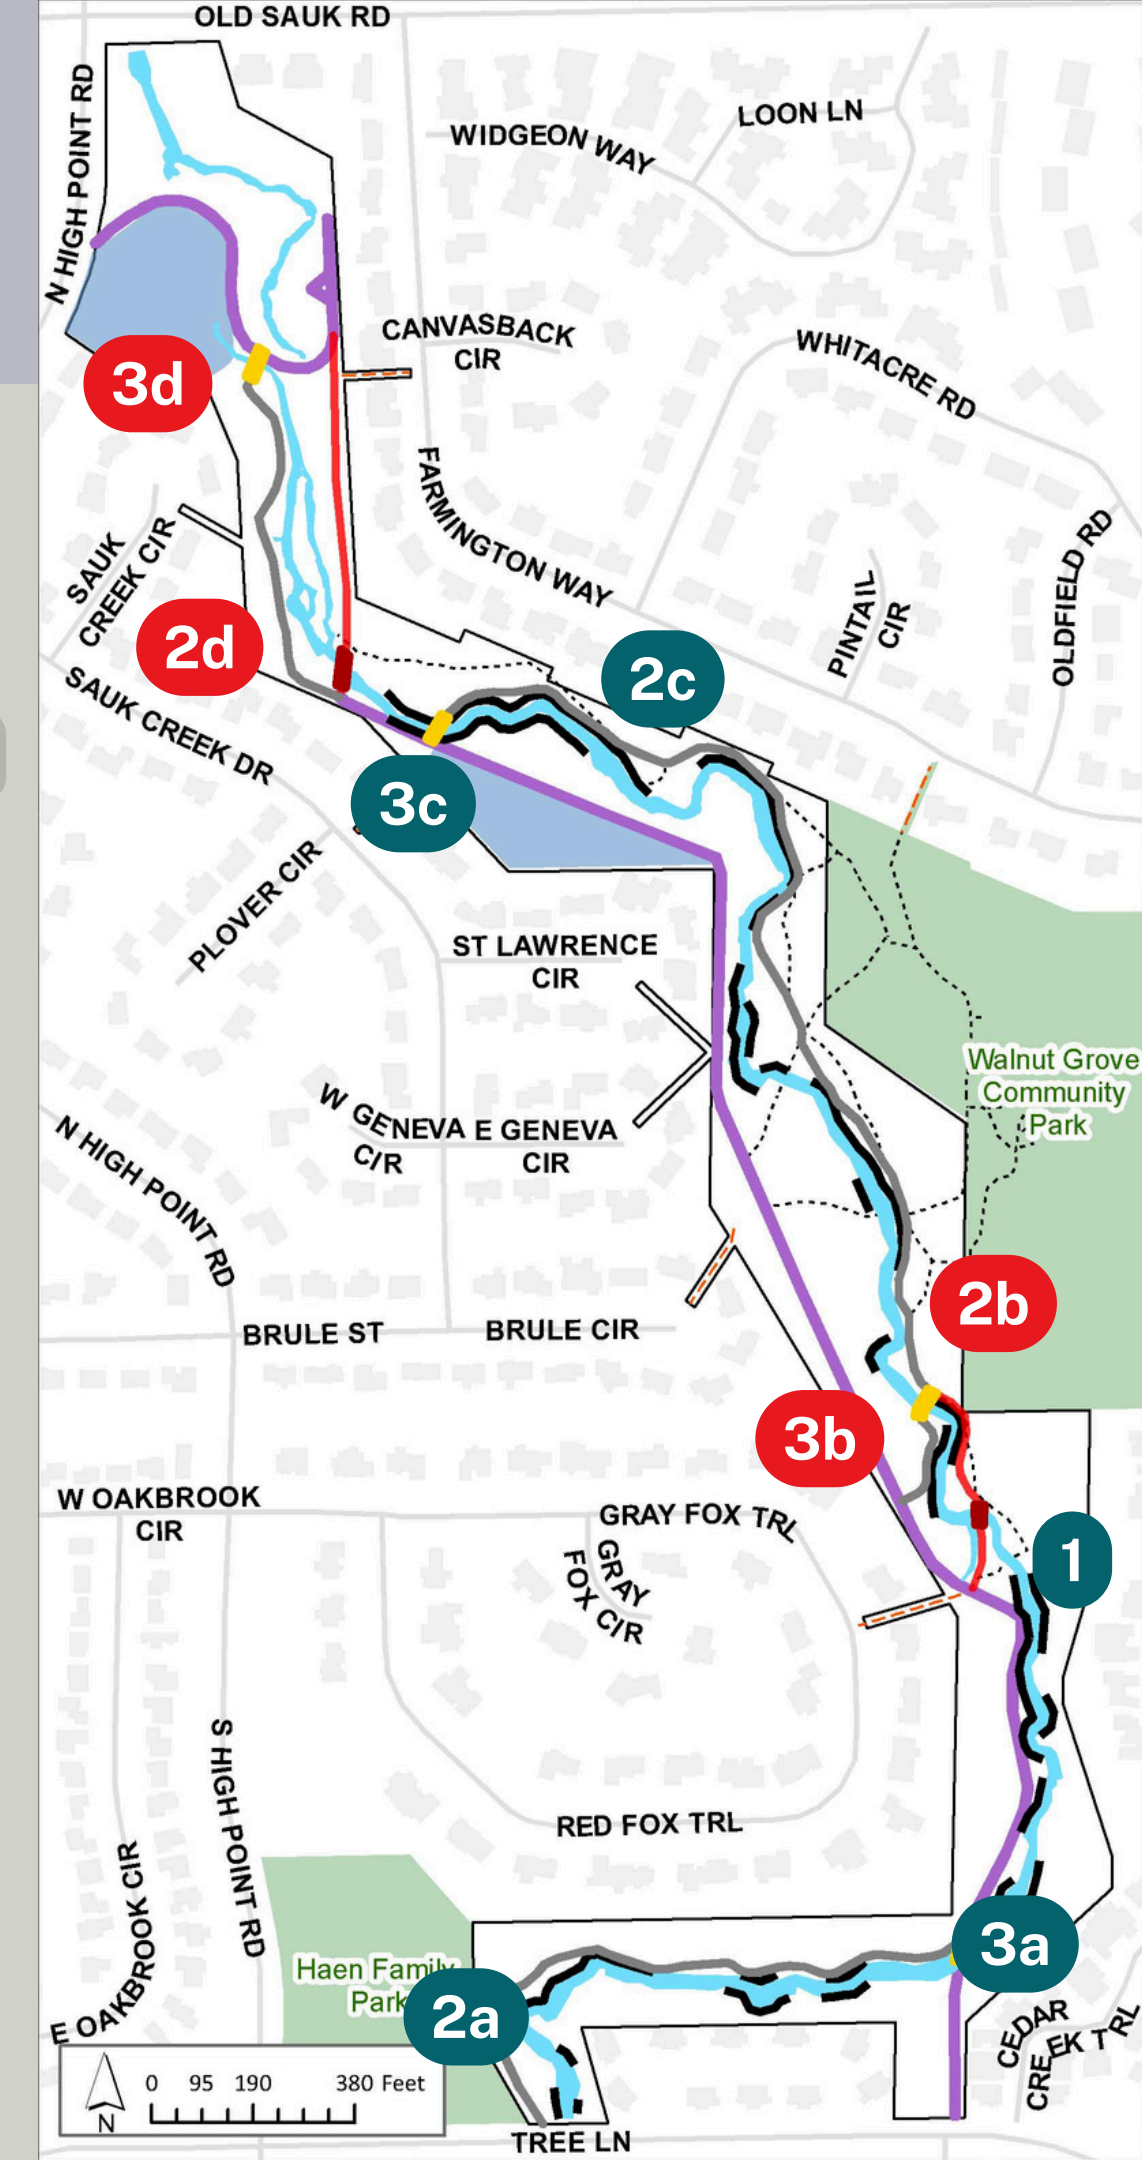 OLD SAUK RD
N HIGH POINT RD
LOON LN
WIDGEON WAY
CANVASBACK
CIR
WHITACRE RD
3d
FARMINGTON WAY
SAUK
CREEK CIR
OLDFIELD RD
PINTAIL
CIR
2d
2c
SAUK CREEK DR
3c
PLOVER CIR
ST LAWRENCE
CIR
Walnut Grove
Community
Park
W GENEVA
CIR
E GENEVA
CIR
N HIGH POINT RD
2b
BRULE ST
BRULE CIR
3b
W OAKBROOK
CIR
GRAY FOX TRL
GRAY
FOX CIR
1
S HIGH POINT RD
RED FOX TRL
E OAKBROOK CIR
3a
Haen Family
Park
2a
CEDAR
CREEK TRL
0 95 190 380 Feet
N
TREE LN